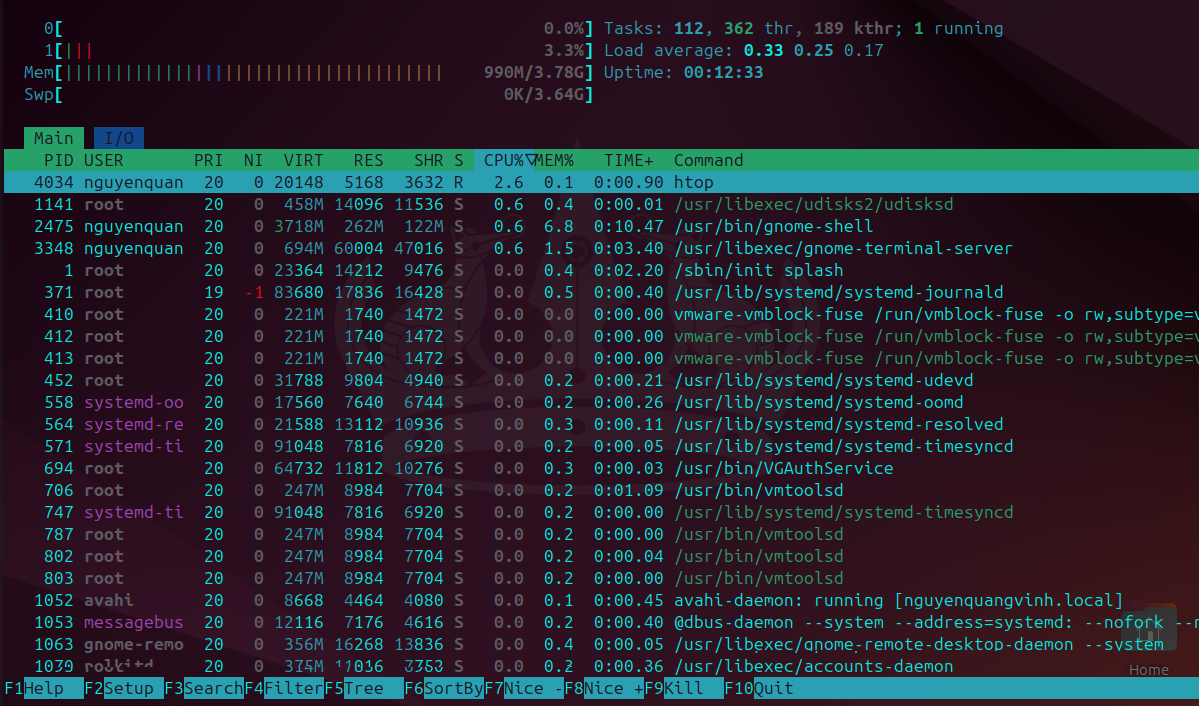 0[ 0.0%] Tasks: 112, 362 thr, 189 kthr; 1 running
1[||| 3.3%] Load average: 0.33 0.25 0.17
Mem[|||||||||||||||||||||||||||||||||||||| 990M/3.78G] Uptime: 00:12:33
Swp[ 0K/3.64G]
Main I/O
PID USER PRI NI VIRT RES SHR S CPU%▽MEM% TIME+ Command
4034 nguyenquan 20 0 20148 5168 3632 R 2.6 0.1 0:00.90 htop
1141 root 20 0 458M 14096 11536 S 0.6 0.4 0:00.01 /usr/libexec/udisks2/udisksd
2475 nguyenquan 20 0 3718M 262M 122M S 0.6 6.8 0:10.47 /usr/bin/gnome-shell
3348 nguyenquan 20 0 694M 60004 47016 S 0.6 1.5 0:03.40 /usr/libexec/gnome-terminal-server
1 root 20 0 23364 14212 9476 S 0.0 0.4 0:02.20 /sbin/init splash
371 root 19 -1 83680 17836 16428 S 0.0 0.5 0:00.40 /usr/lib/systemd/systemd-journald
410 root 20 0 221M 1740 1472 S 0.0 0.0 0:00.00 vmware-vmblock-fuse /run/vmblock-fuse -o rw,subtype=v
412 root 20 0 221M 1740 1472 S 0.0 0.0 0:00.00 vmware-vmblock-fuse /run/vmblock-fuse -o rw,subtype=v
413 root 20 0 221M 1740 1472 S 0.0 0.0 0:00.00 vmware-vmblock-fuse /run/vmblock-fuse -o rw,subtype=v
452 root 20 0 31788 9804 4940 S 0.0 0.2 0:00.21 /usr/lib/systemd/systemd-udevd
558 systemd-oo 20 0 17560 7640 6744 S 0.0 0.2 0:00.26 /usr/lib/systemd/systemd-oomd
564 systemd-re 20 0 21588 13112 10936 S 0.0 0.3 0:00.11 /usr/lib/systemd/systemd-resolved
571 systemd-ti 20 0 91048 7816 6920 S 0.0 0.2 0:00.05 /usr/lib/systemd/systemd-timesyncd
694 root 20 0 64732 11812 10276 S 0.0 0.3 0:00.03 /usr/bin/VGAuthService
706 root 20 0 247M 8984 7704 S 0.0 0.2 0:01.09 /usr/bin/vmtoolsd
747 systemd-ti 20 0 91048 7816 6920 S 0.0 0.2 0:00.00 /usr/lib/systemd/systemd-timesyncd
787 root 20 0 247M 8984 7704 S 0.0 0.2 0:00.00 /usr/bin/vmtoolsd
802 root 20 0 247M 8984 7704 S 0.0 0.2 0:00.04 /usr/bin/vmtoolsd
803 root 20 0 247M 8984 7704 S 0.0 0.2 0:00.00 /usr/bin/vmtoolsd
1052 avahi 20 0 8668 4464 4080 S 0.0 0.1 0:00.45 avahi-daemon: running [nguyenquangvinh.local]
1053 messagebus 20 0 12116 7176 4616 S 0.0 0.2 0:00.40 @dbus-daemon --system --address=systemd: --nofork --n
1063 gnome-remo 20 0 356M 16268 13836 S 0.0 0.4 0:00.05 /usr/libexec/gnome-remote-desktop-daemon --system
1079 polkitd 20 0 S 0.0 0.2 0:00.36 /usr/libexec/accounts-daemon
Home
F1Help F2Setup F3SearchF4FilterF5Tree F6SortByF7Nice -F8Nice +F9Kill F10Quit